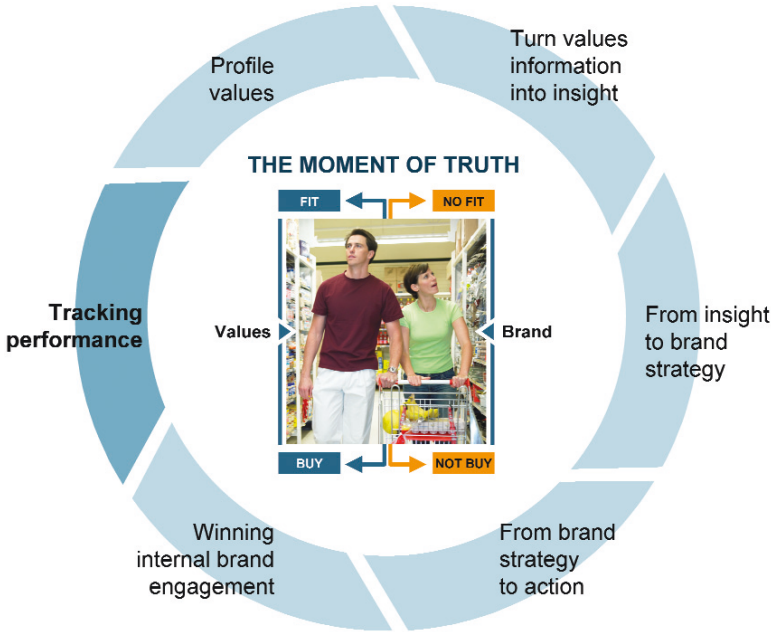 Profile
values
Turn values
information
into insight
THE MOMENT OF TRUTH
FIT
NO FIT
Tracking
performance
Values
Brand
From insight
to brand
strategy
BUY
NOT BUY
Winning
internal brand
engagement
From brand
strategy
to action